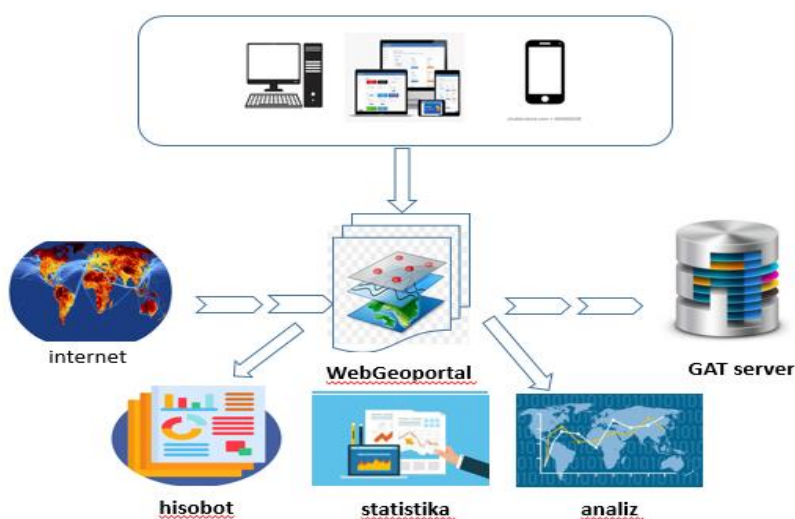 internet
WebGeoportal
GAT server
hisobot
statistika
analiz